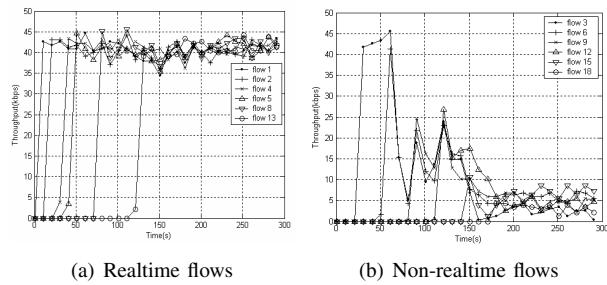 50
45
40
35
30
25
20
15
10
5
0
Throughput(kbps)
0 50 100 150 200 250 300
Time(s)
flow 1
flow 2
flow 4
flow 5
flow 8
flow 13
(a) Realtime flows
50
45
40
35
30
25
20
15
10
5
0
Throughput(kbps)
0 50 100 150 200 250 300
Time(s)
flow 3
flow 6
flow 9
flow 12
flow 15
flow 18
(b) Non-realtime flows